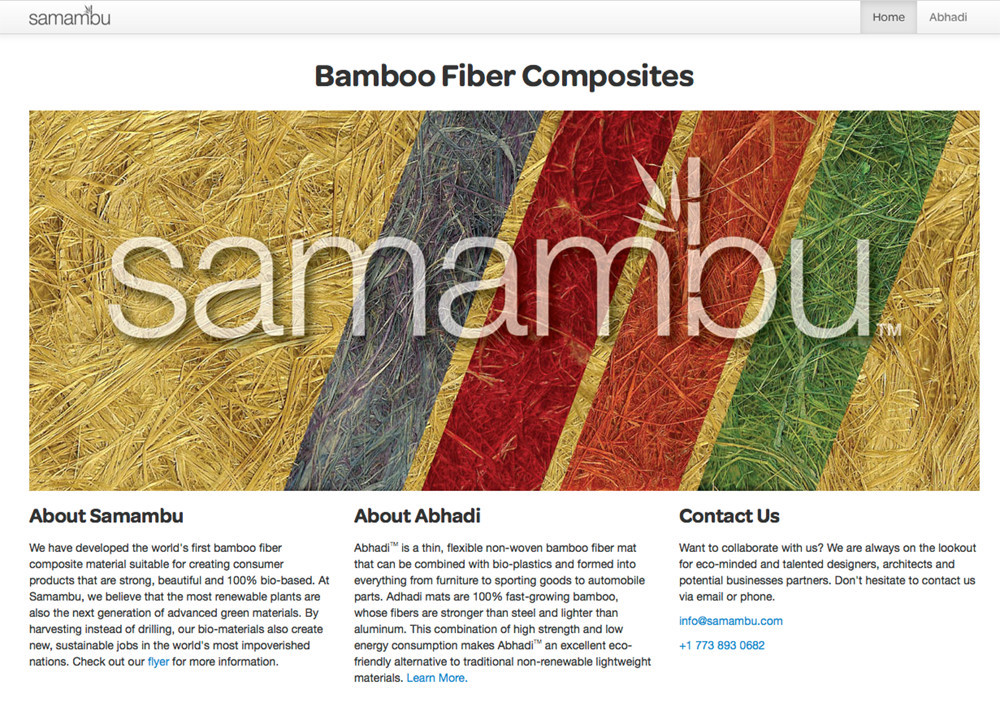 samambu
Home
Abhadi
Bamboo Fiber Composites
samambu™
About Samambu
We have developed the world's first bamboo fiber
composite material suitable for creating consumer
products that are strong, beautiful and 100% bio-based. At
Samambu, we believe that the most renewable plants are
also the next generation of advanced green materials. By
harvesting instead of drilling, our bio-materials also create
new, sustainable jobs in the world's most impoverished
nations. Check out our flyer for more information.
About Abhadi
Abhadi™ is a thin, flexible non-woven bamboo fiber mat
that can be combined with bio-plastics and formed into
everything from furniture to sporting goods to automobile
parts. Adhadi mats are 100% fast-growing bamboo,
whose fibers are stronger than steel and lighter than
aluminum. This combination of high strength and low
energy consumption makes Abhadi™ an excellent eco-
friendly alternative to traditional non-renewable lightweight
materials. Learn More.
Contact Us
Want to collaborate with us? We are always on the lookout
for eco-minded and talented designers, architects and
potential businesses partners. Don't hesitate to contact us
via email or phone.
info@samambu.com
+1 773 893 0682